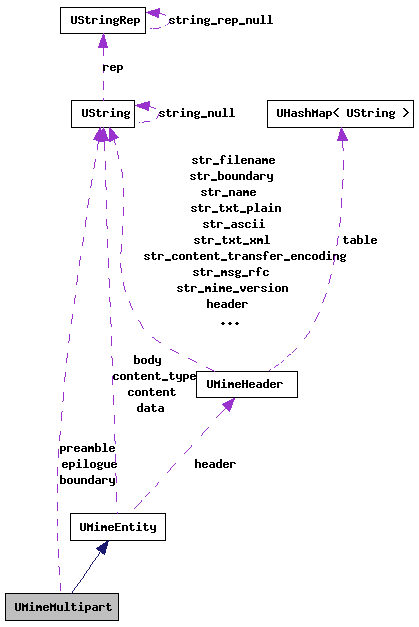 UStringRep
string_rep_null
rep
UString
string_null
UHashMap< UString >
str_filename
str_boundary
str_name
str_txt_plain
str_ascii
str_txt_xml
str_content_transfer_encoding
str_msg_rfc
str_mime_version
header
...
table
body
content_type
content
data
UMimeHeader
preamble
epilogue
boundary
header
UMimeEntity
UMimeMultipart